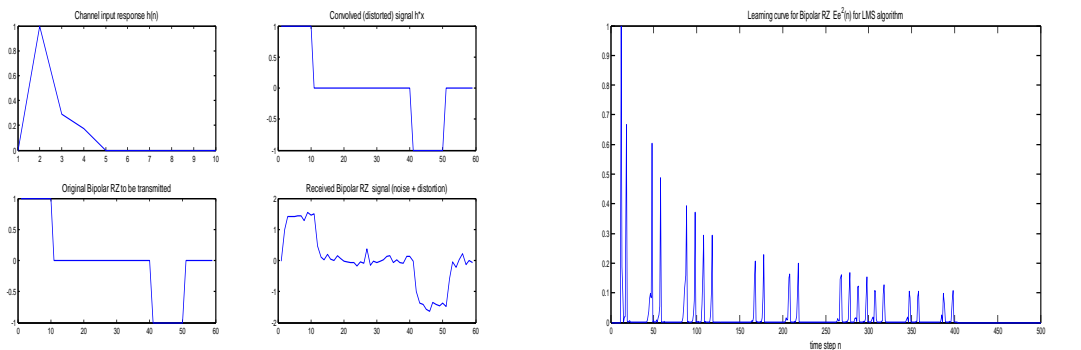 Channel input response h(n)
1
0.8
0.6
0.4
0.2
0
1 2 3 4 5 6 7 8 9 10
Convolved (distorted) signal h*x
1
0.5
0
-0.5
-1
0 10 20 30 40 50 60
Original Bipolar RZ to be transmitted
1
0.5
0
-0.5
-1
0 10 20 30 40 50 60
Received Bipolar RZ signal (noise + distortion)
2
1
0
-1
-2
0 10 20 30 40 50 60
Learning curve for Bipolar RZ Ee2(n) for LMS algorithm
1
0.9
0.8
0.7
0.6
0.5
0.4
0.3
0.2
0.1
0
0 50 100 150 200 250 300 350 400 450 500
time step n